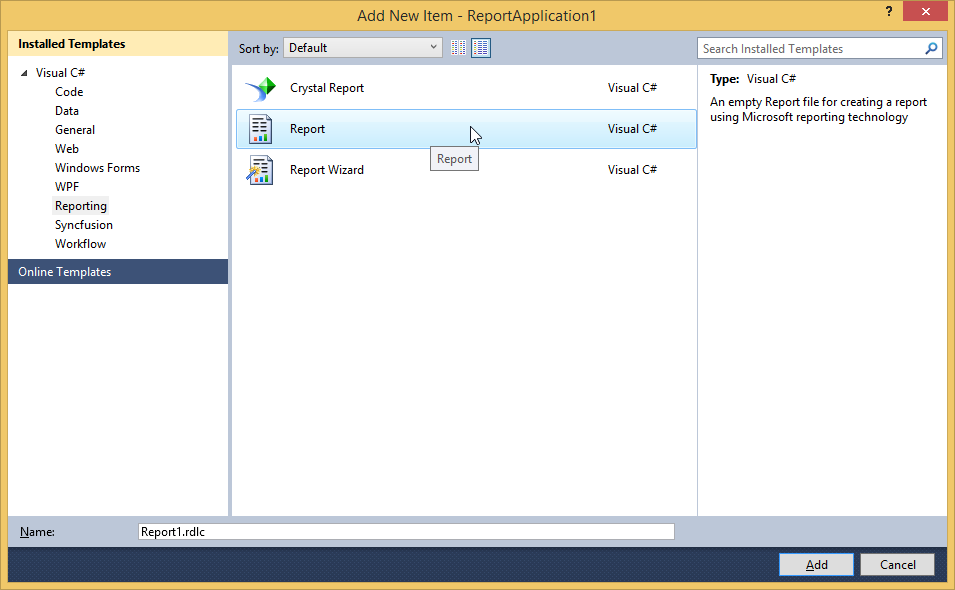 Add New Item - ReportApplication1
?
Installed Templates
Sort by: Default
Search Installed Templates
Visual C#
Code
Data
General
Web
Windows Forms
WPF
Reporting
Syncfusion
Workflow
Online Templates
Crystal Report Visual C#
Report Visual C#
Report
Report Wizard Visual C#
Type: Visual C#
An empty Report file for creating a report
using Microsoft reporting technology
Name: Report1.rdlc
Add Cancel